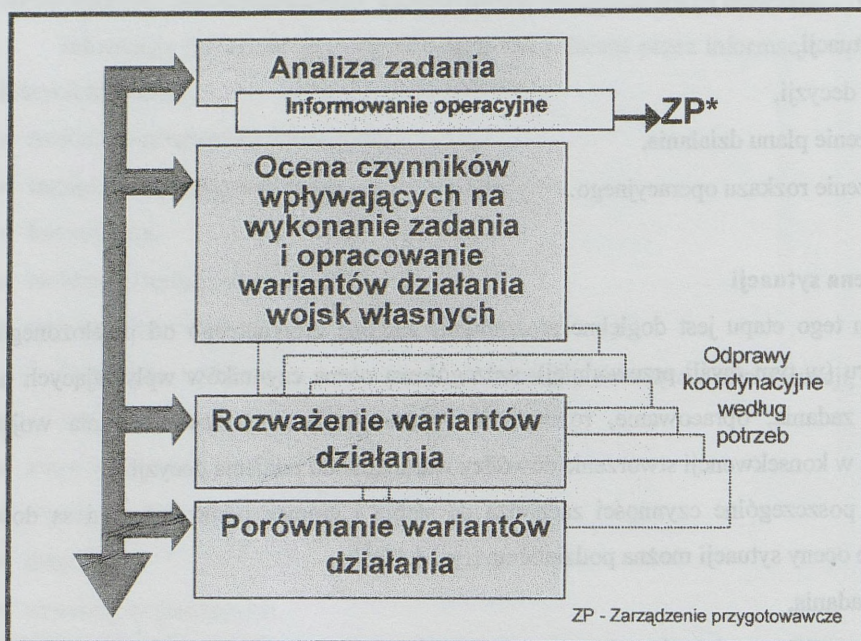 Analiza zadania
Informowanie operacyjne
ZP*
Ocena czynników
wpływających na
wykonanie zadania
i opracowanie
wariantów działania
wojsk własnych
Odprawy
koordynacyjne
według
potrzeb
Rozważenie wariantów
działania
Porównanie wariantów
działania
ZP - Zarządzenie przygotowawcze